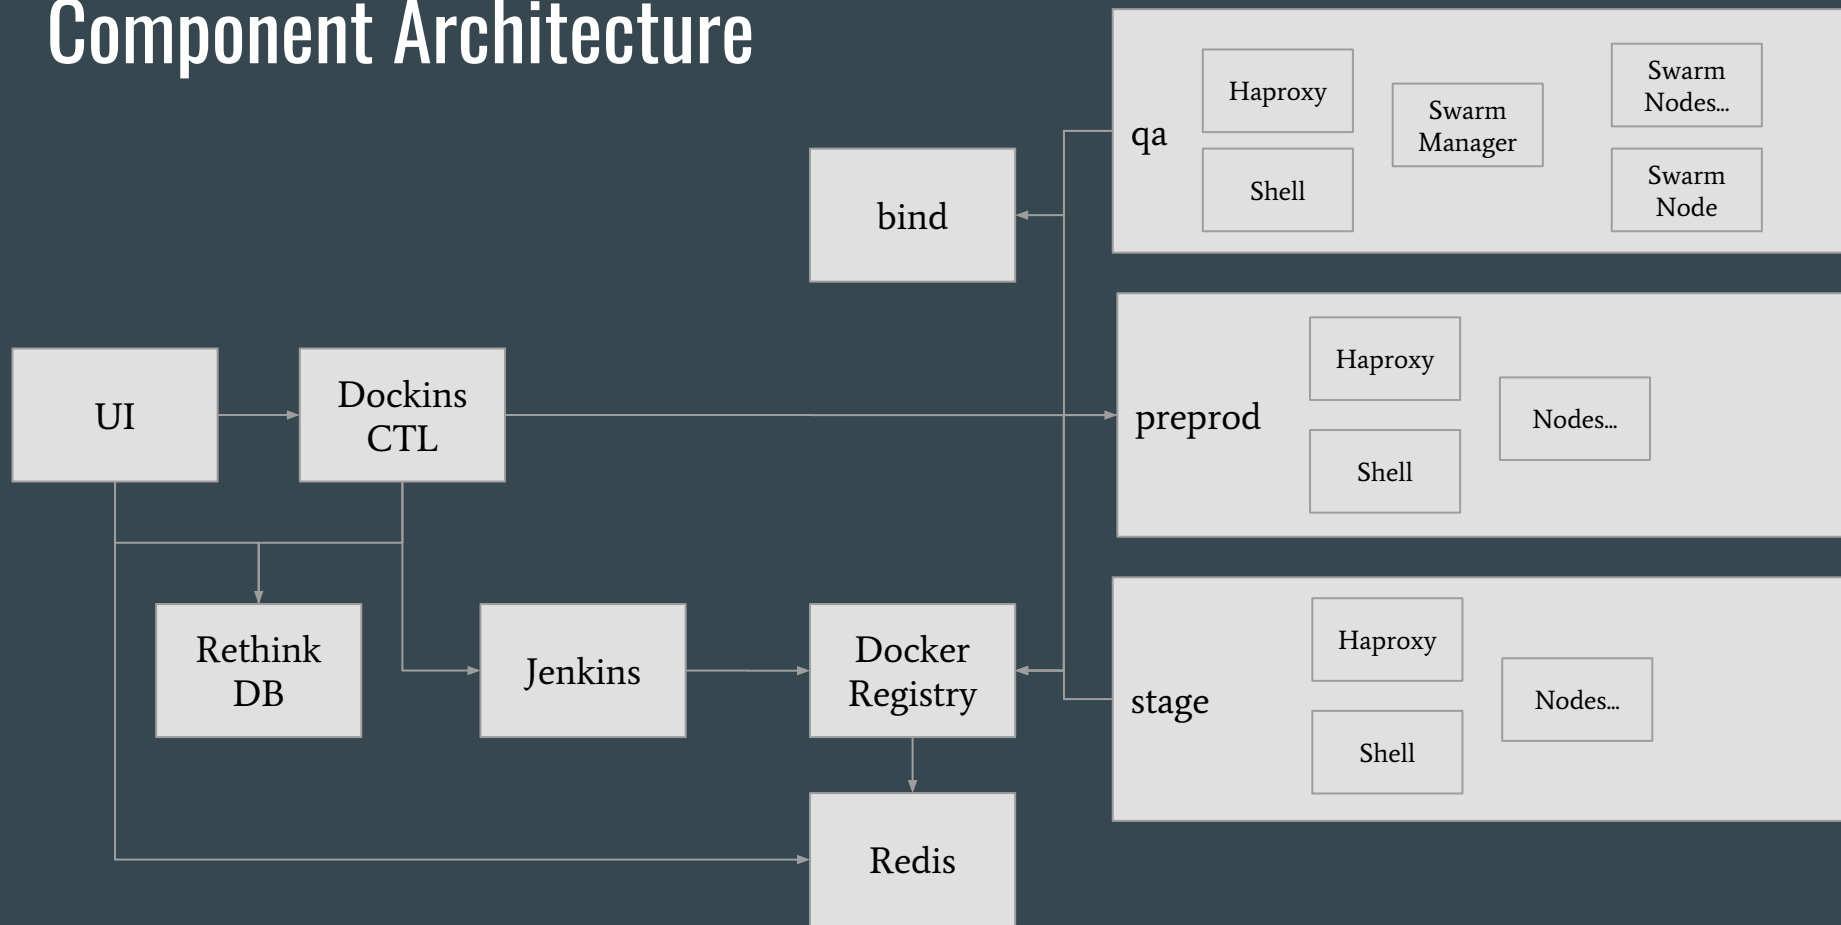 Component Architecture
qa
Haproxy
Shell
Swarm
Manager
Swarm
Nodes...
Swarm
Node
bind
UI
Dockins
CTL
preprod
Haproxy
Shell
Nodes...
Rethink
DB
Jenkins
Docker
Registry
stage
Haproxy
Shell
Nodes...
Redis